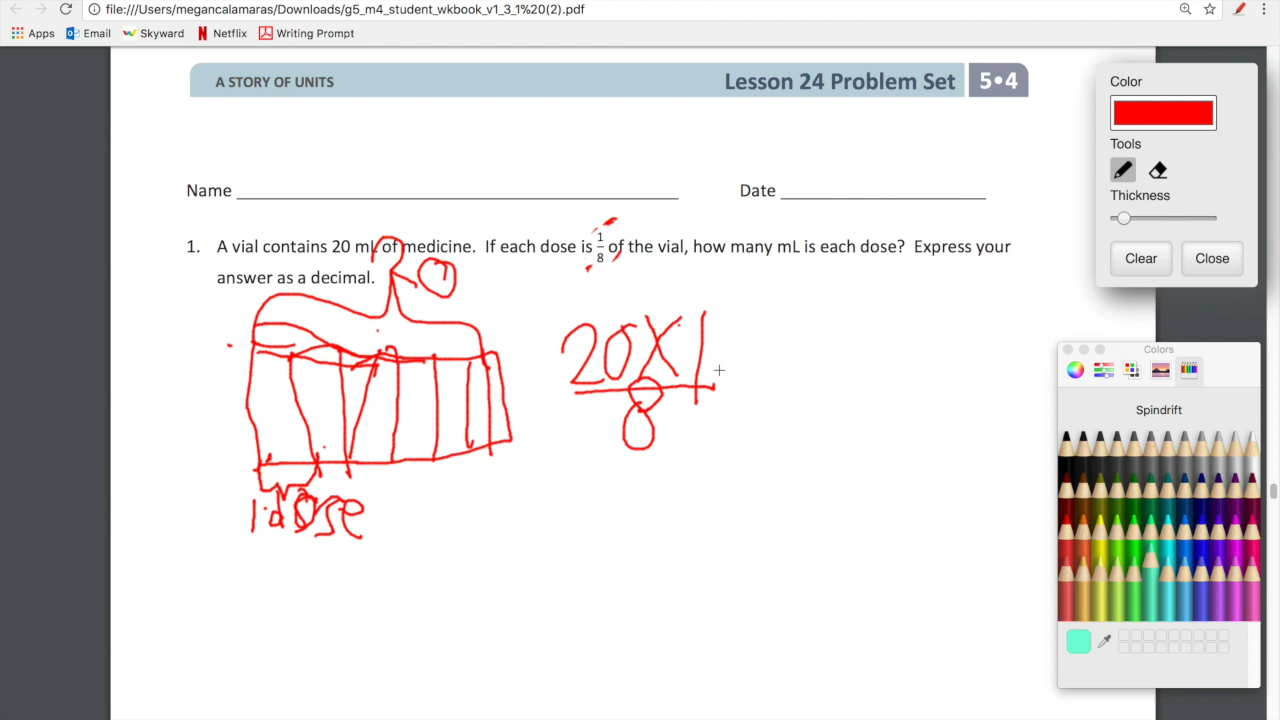 file:///Users/megancalamaras/Downloads/g5_m4_student_wkbook_v1_3_1%20(2).pdf
Apps Email Skyward Netflix Writing Prompt
A STORY OF UNITS
Lesson 24 Problem Set 5•4
Name Date
1. A vial contains 20 mL of medicine. If each dose is 1/8 of the vial, how many mL is each dose? Express your
answer as a decimal.
20
20 X 1
8
1 dose
Color
Tools
Thickness
Clear Close
Colors
Spindrift